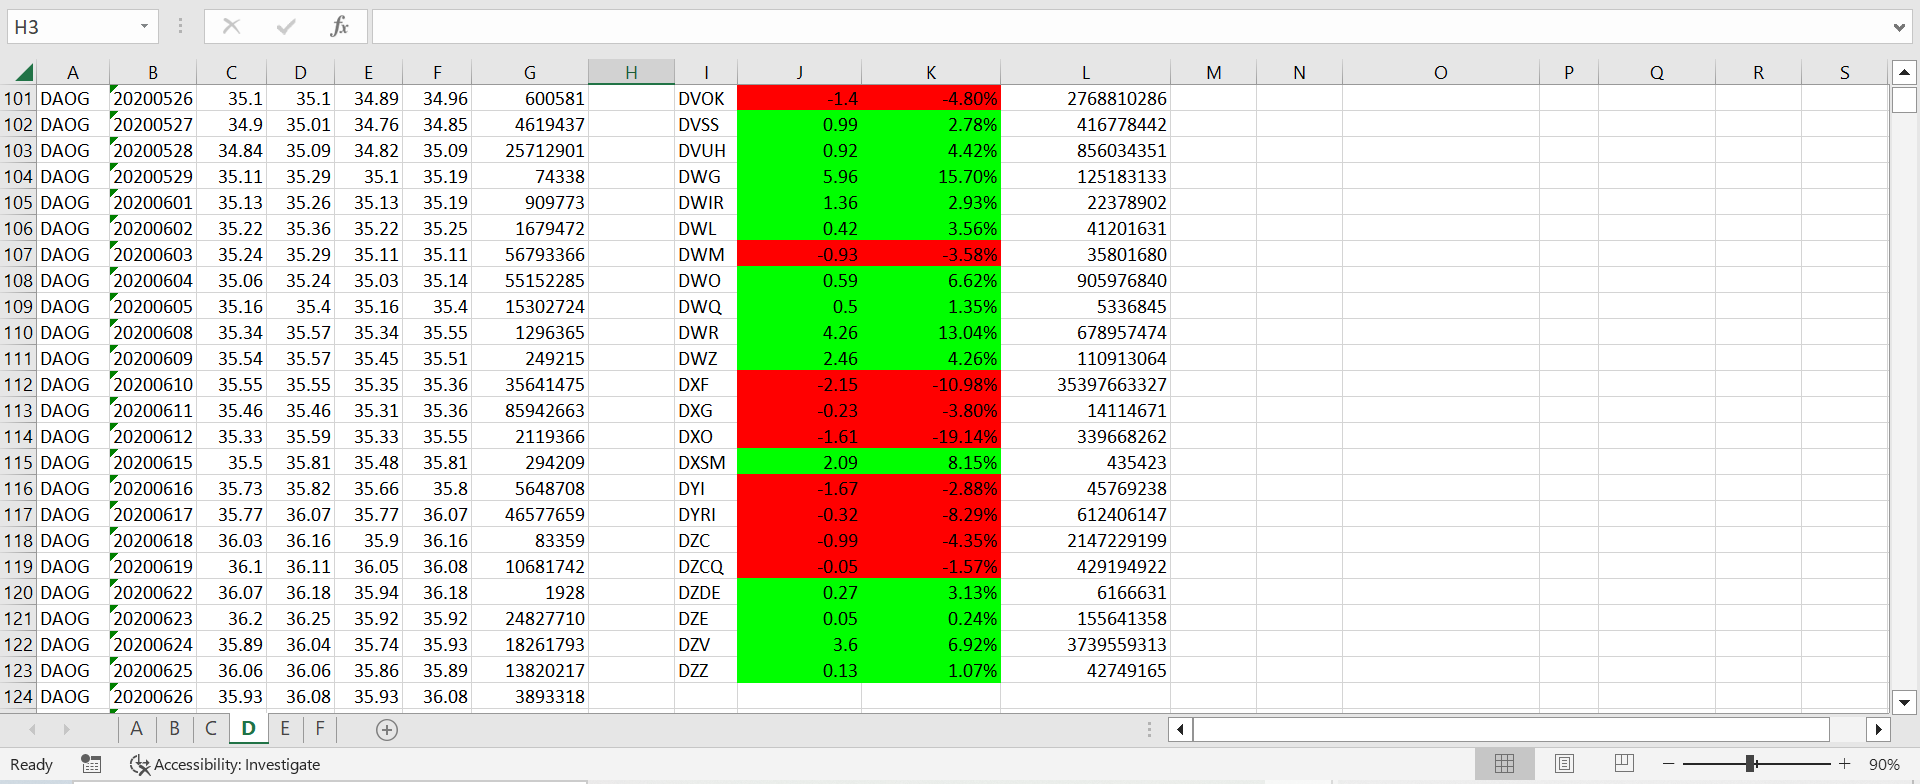 H3 fx
A B C D E F G H I J K L M N O P Q R S
101 DAOG 20200526 35.1 35.1 34.89 34.96 600581 DVOK -1.4 -4.80% 2768810286
102 DAOG 20200527 34.9 35.01 34.76 34.85 4619437 DVSS 0.99 2.78% 416778442
103 DAOG 20200528 34.84 35.09 34.82 35.09 25712901 DVUH 0.92 4.42% 856034351
104 DAOG 20200529 35.11 35.29 35.1 35.19 74338 DWG 5.96 15.70% 125183133
105 DAOG 20200601 35.13 35.26 35.13 35.19 909773 DWIR 1.36 2.93% 22378902
106 DAOG 20200602 35.22 35.36 35.22 35.25 1679472 DWL 0.42 3.56% 41201631
107 DAOG 20200603 35.24 35.29 35.11 35.11 56793366 DWM -0.93 -3.58% 35801680
108 DAOG 20200604 35.06 35.24 35.03 35.14 55152285 DWO 0.59 6.62% 905976840
109 DAOG 20200605 35.16 35.4 35.16 35.4 15302724 DWQ 0.5 1.35% 5336845
110 DAOG 20200608 35.34 35.57 35.34 35.55 1296365 DWR 4.26 13.04% 678957474
111 DAOG 20200609 35.54 35.57 35.45 35.51 249215 DWZ 2.46 4.26% 110913064
112 DAOG 20200610 35.55 35.55 35.35 35.36 35641475 DXF -2.15 -10.98% 35397663327
113 DAOG 20200611 35.46 35.46 35.31 35.36 85942663 DXG -0.23 -3.80% 14114671
114 DAOG 20200612 35.33 35.59 35.33 35.55 2119366 DXO -1.61 -19.14% 339668262
115 DAOG 20200615 35.5 35.81 35.48 35.81 294209 DXSM 2.09 8.15% 435423
116 DAOG 20200616 35.73 35.82 35.66 35.8 5648708 DYI -1.67 -2.88% 45769238
117 DAOG 20200617 35.77 36.07 35.77 36.07 46577659 DYRI -0.32 -8.29% 612406147
118 DAOG 20200618 36.03 36.16 35.9 36.16 83359 DZC -0.99 -4.35% 2147229199
119 DAOG 20200619 36.1 36.11 36.05 36.08 10681742 DZCQ -0.05 -1.57% 429194922
120 DAOG 20200622 36.07 36.18 35.94 36.18 1928 DZDE 0.27 3.13% 6166631
121 DAOG 20200623 36.2 36.25 35.92 35.92 24827710 DZE 0.05 0.24% 155641358
122 DAOG 20200624 35.89 36.04 35.74 35.93 18261793 DZV 3.6 6.92% 3739559313
123 DAOG 20200625 36.06 36.06 35.86 35.89 13820217 DZZ 0.13 1.07% 42749165
124 DAOG 20200626 35.93 36.08 35.93 36.08 3893318
A B C D E F
Ready Accessibility: Investigate 90%